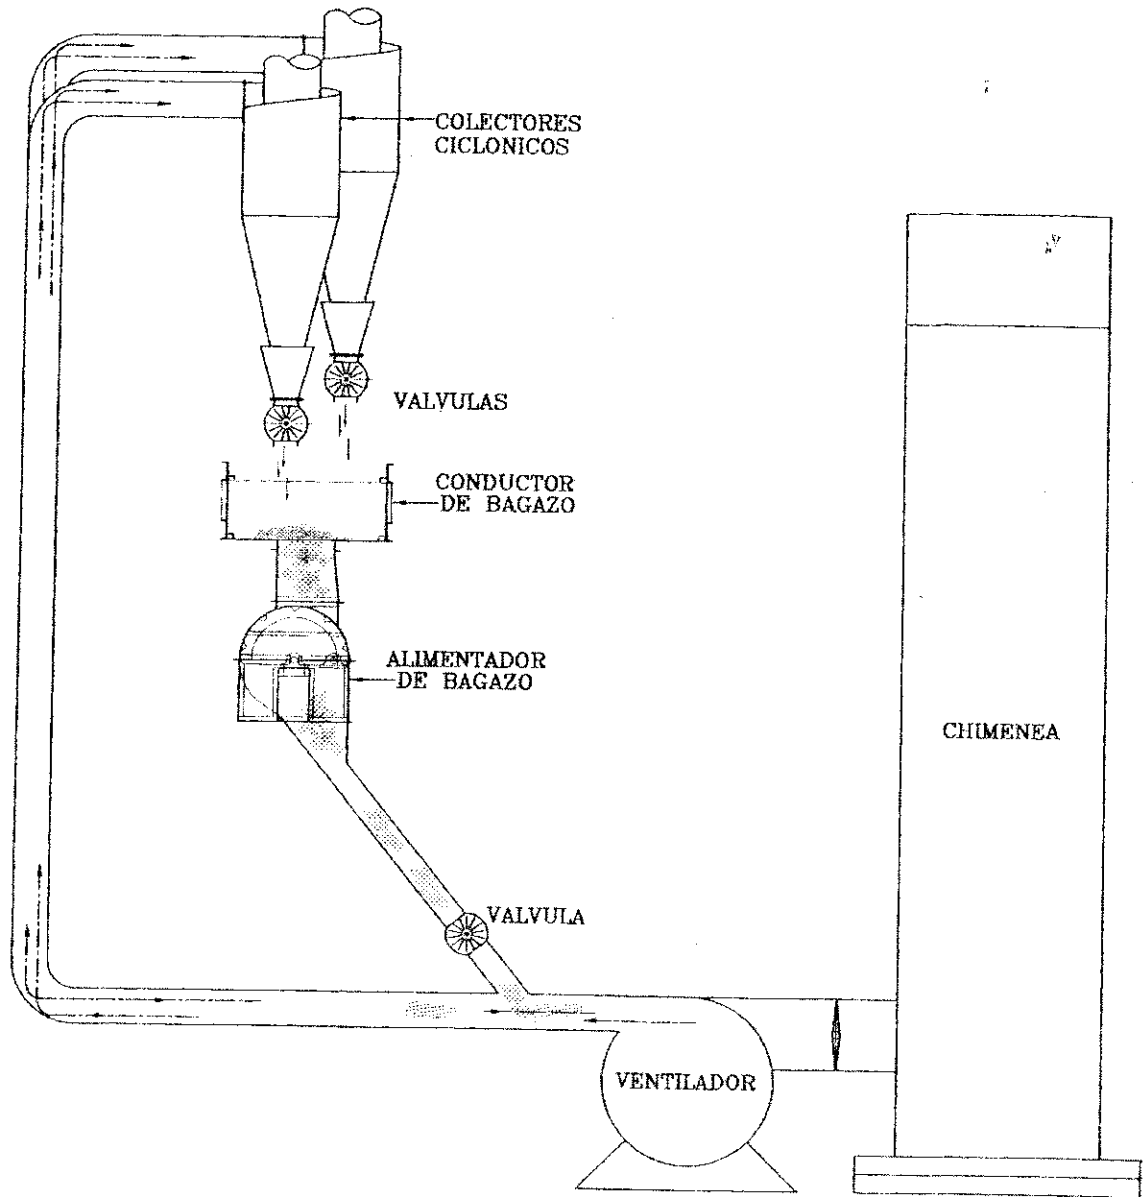 COLECTORES
CICLONICOS
VALVULAS
CONDUCTOR
DE BAGAZO
ALIMENTADOR
DE BAGAZO
CHIMENEA
VALVULA
VENTILADOR